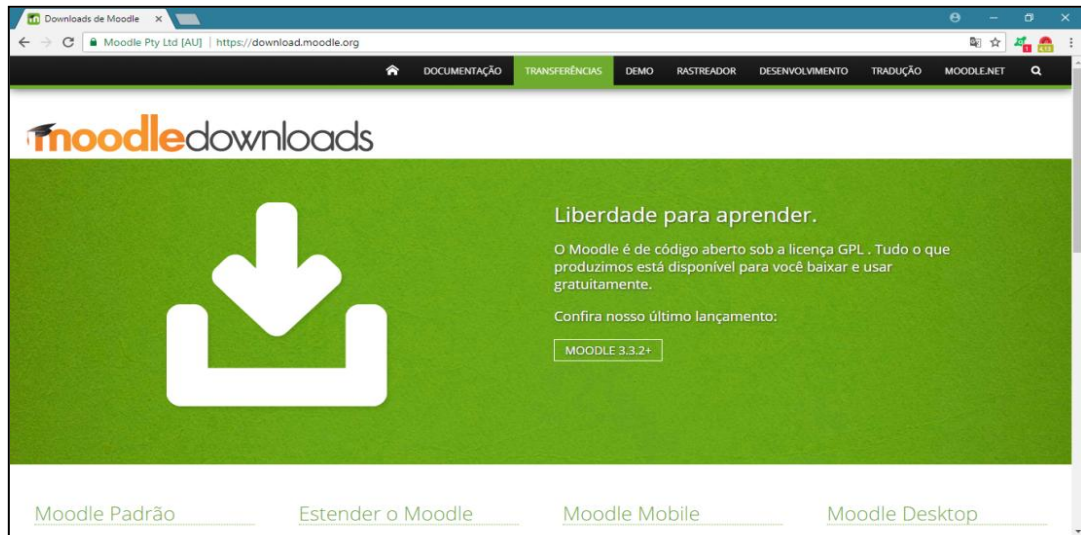 Downloads de Moodle
Moodle Pty Ltd [AU] https://download.moodle.org
DOCUMENTAÇÃO TRANSFERÊNCIAS DEMO RASTREADOR DESENVOLVIMENTO TRADUÇÃO MOODLE.NET
moodledownloads
Liberdade para aprender.
O Moodle é de código aberto sob a licença GPL . Tudo o que
produzimos está disponível para você baixar e usar
gratuitamente.
Confira nosso último lançamento:
MOODLE 3.3.2+
Moodle Padrão Estender o Moodle Moodle Mobile Moodle Desktop